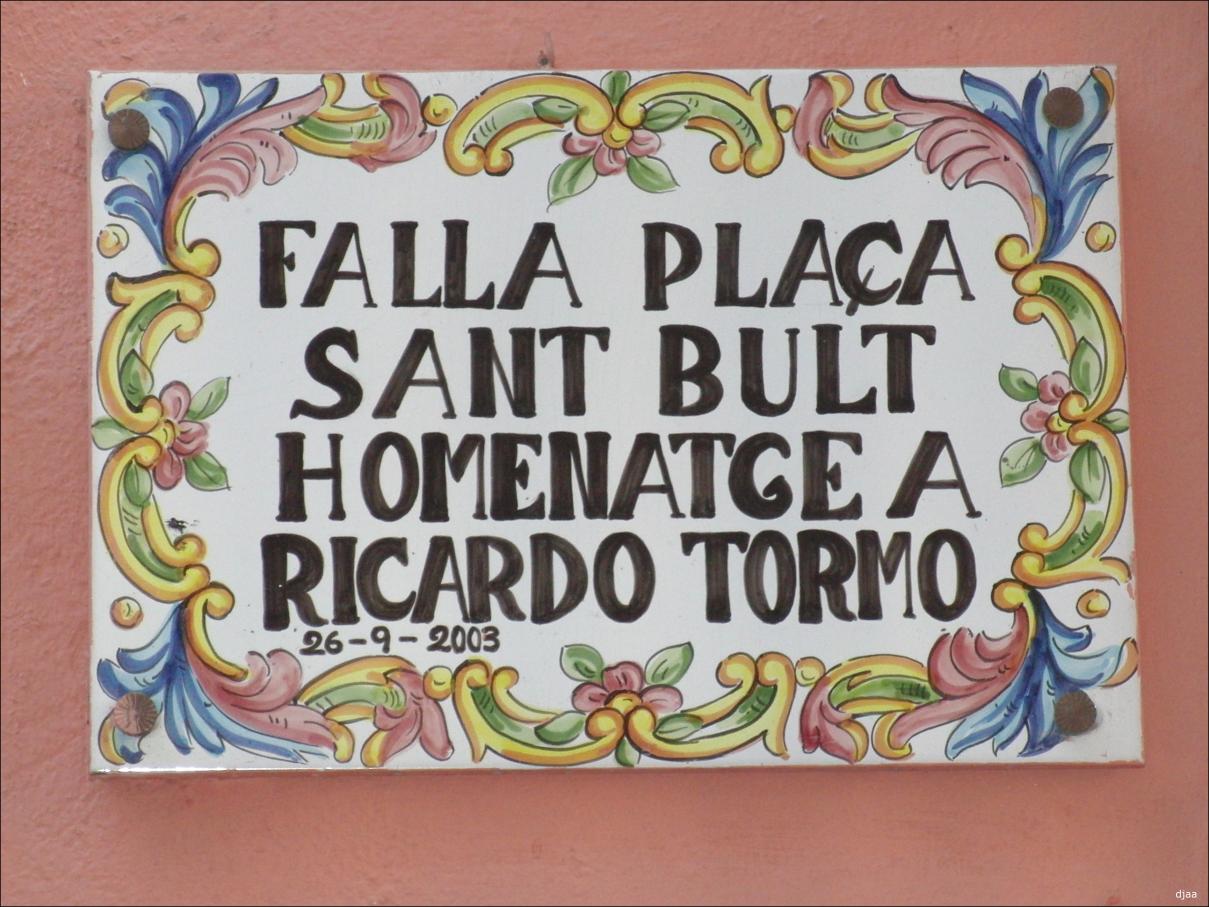 FALLA PLAÇA
SANT BULT
HOMENATGE A
RICARDO TORMO
26-9-2003
djaa